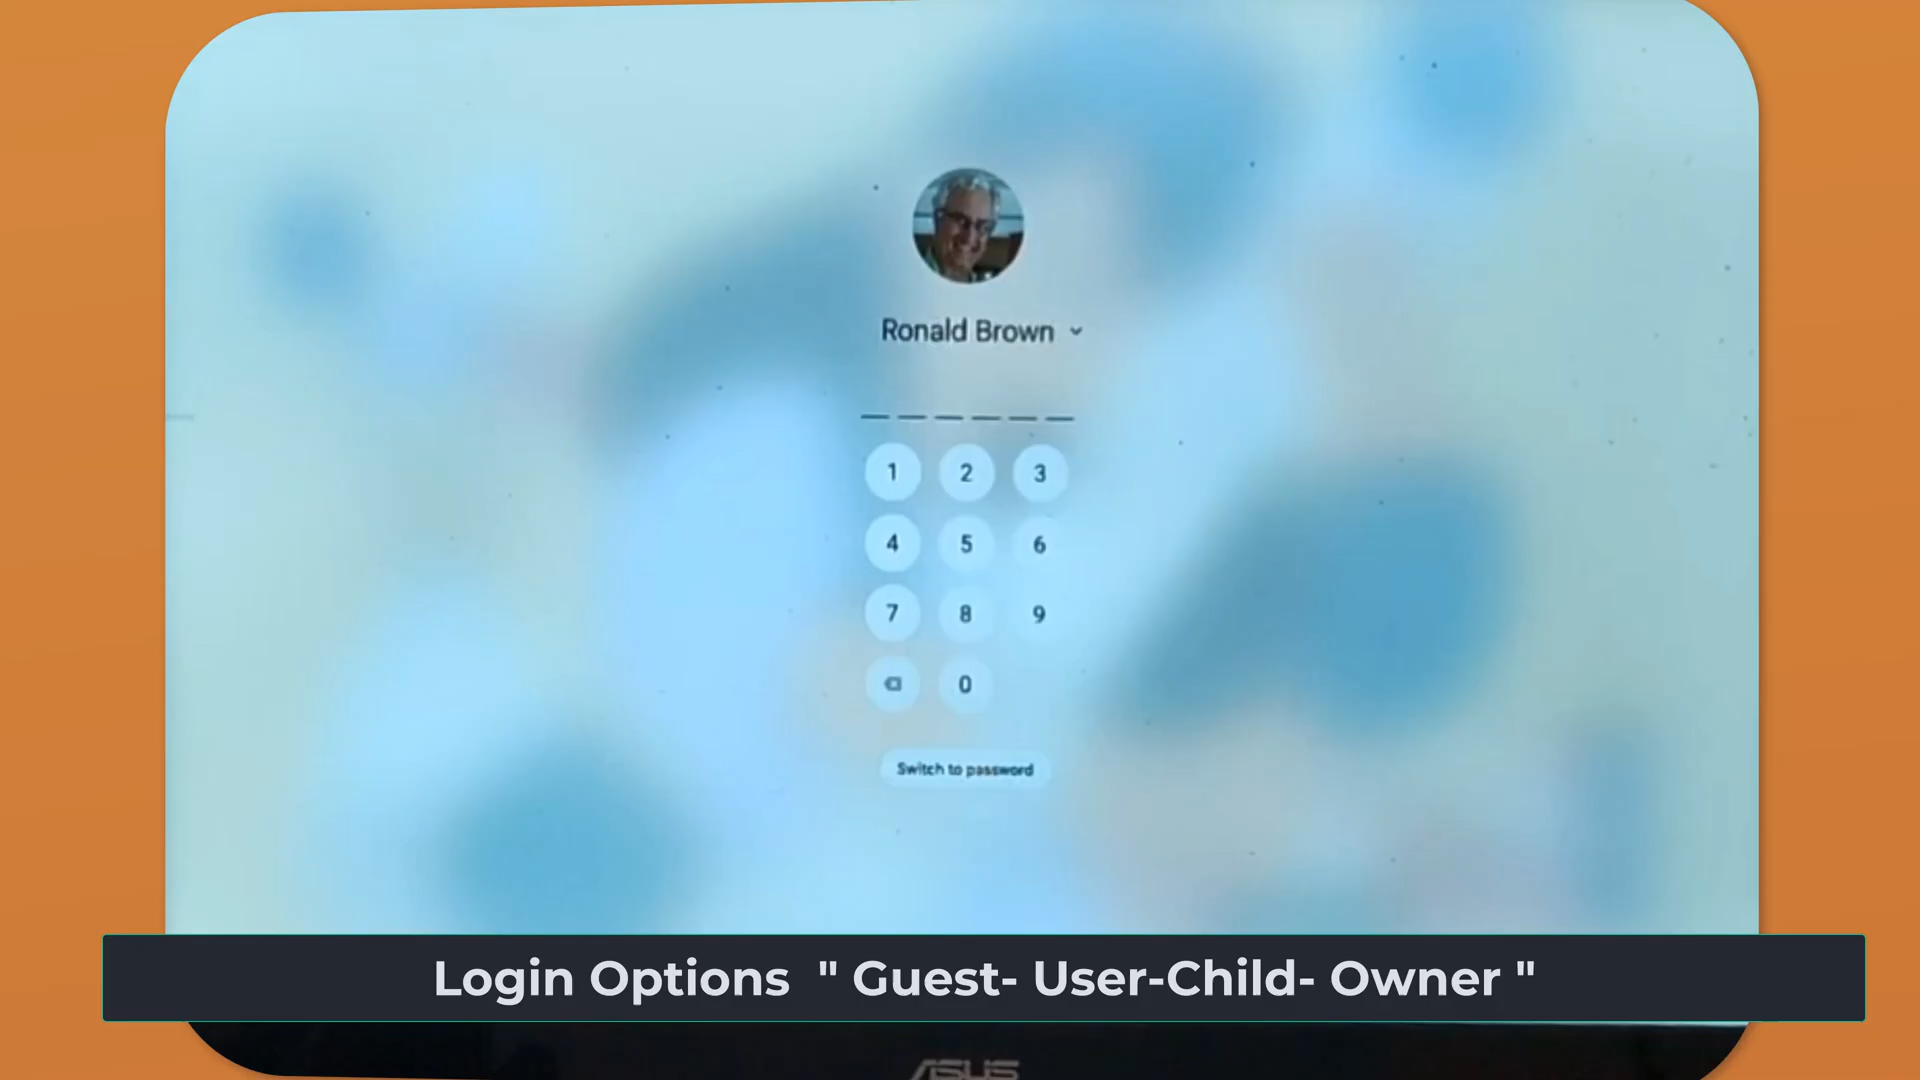 Ronald Brown
1 2 3
4 5 6
7 8 9
0
Switch to password
Login Options " Guest- User-Child- Owner "
ASUS